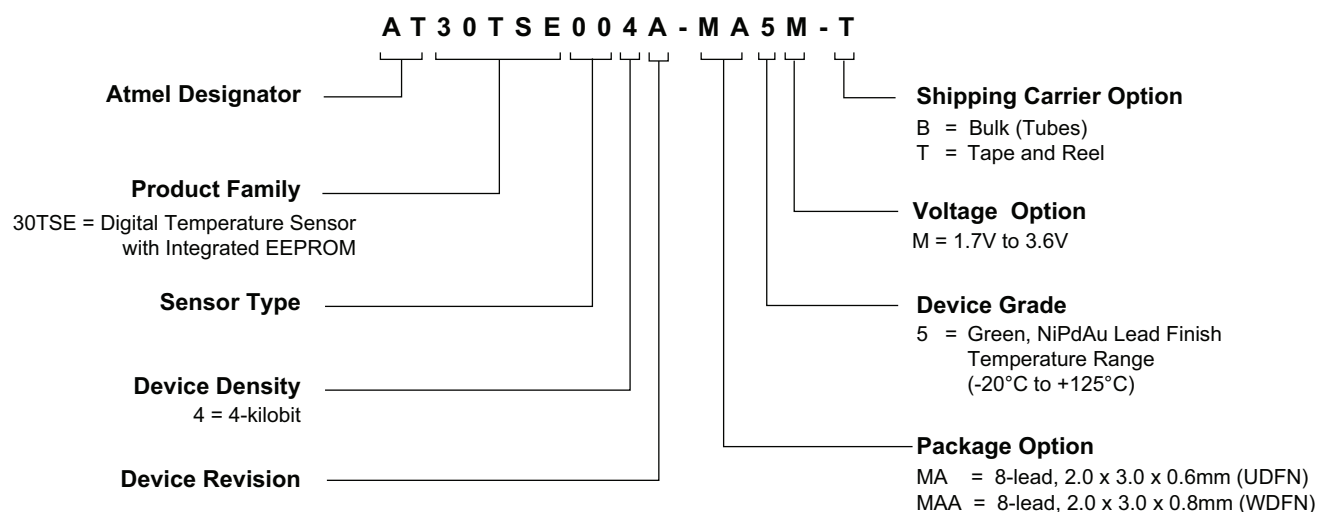 A T 3 0 T S E 0 0 4 A - M A 5 M - T
Atmel Designator
Product Family
30TSE = Digital Temperature Sensor
with Integrated EEPROM
Sensor Type
Device Density
4 = 4-kilobit
Device Revision
Shipping Carrier Option
B = Bulk (Tubes)
T = Tape and Reel
Voltage Option
M = 1.7V to 3.6V
Device Grade
5 = Green, NiPdAu Lead Finish
Temperature Range
(-20°C to +125°C)
Package Option
MA = 8-lead, 2.0 x 3.0 x 0.6mm (UDFN)
MAA = 8-lead, 2.0 x 3.0 x 0.8mm (WDFN)